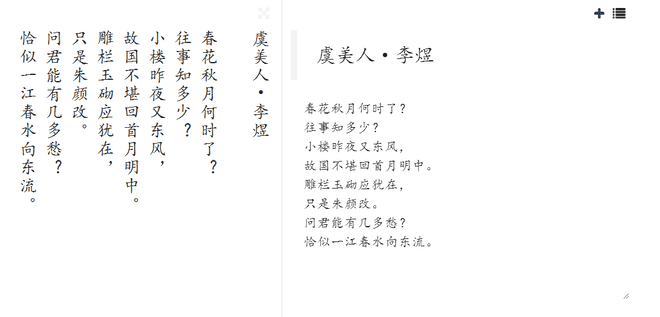 虞美人·李煜
春花秋月何时了？
往事知多少？
小楼昨夜又东风，
故国不堪回首月明中。
雕栏玉砌应犹在，
只是朱颜改。
问君能有几多愁？
恰似一江春水向东流。
虞美人·李煜
春花秋月何时了？
往事知多少？
小楼昨夜又东风，
故国不堪回首月明中。
雕栏玉砌应犹在，
只是朱颜改。
问君能有几多愁？
恰似一江春水向东流。